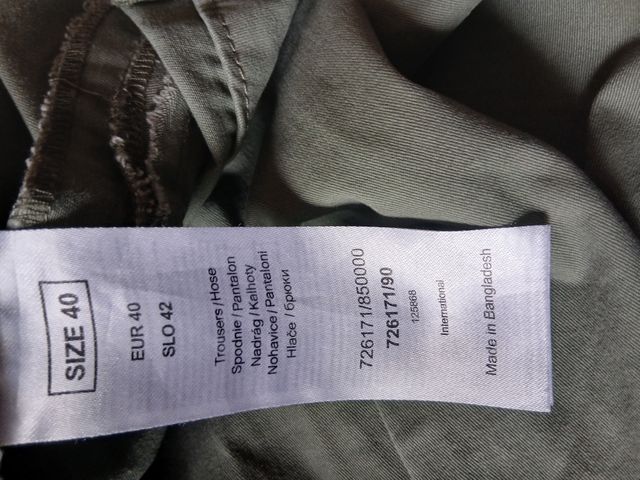 SIZE 40
EUR 40
SLO 42
Trousers / Hose
Spodnie / Pantalon
Nadrág / Kalhoty
Nohavice / Pantaloni
Hlače / брюки
726171/850000
726171/90
125868
International
Made in Bangladesh